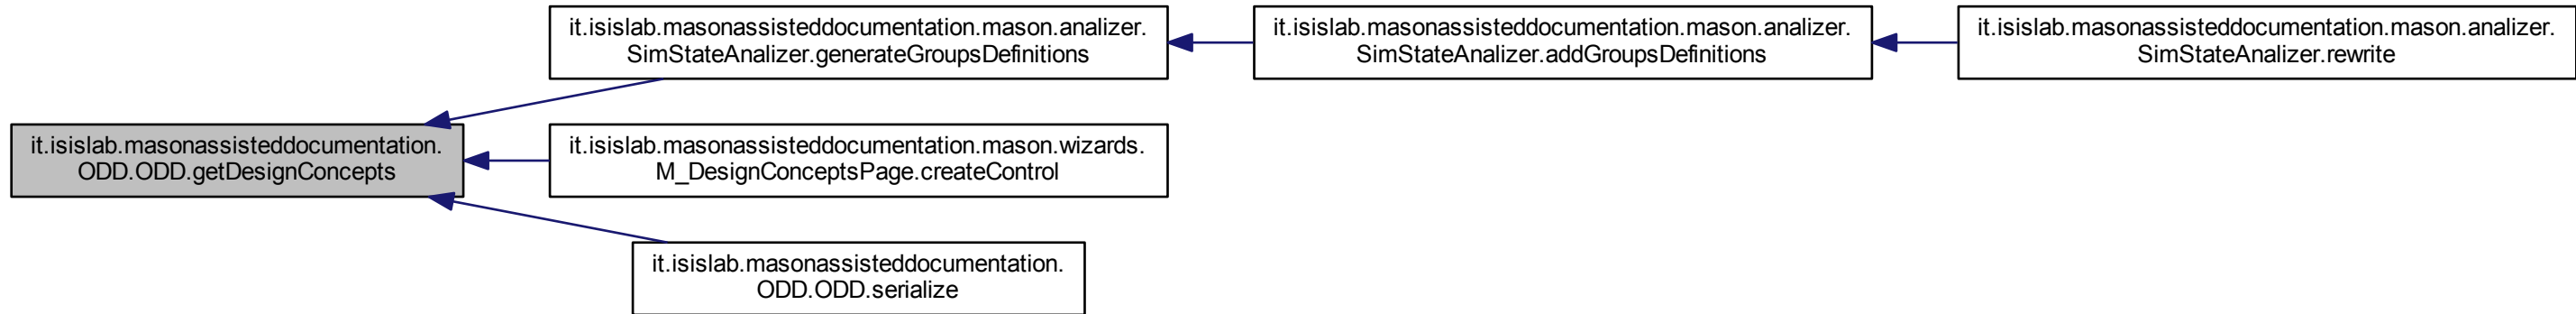 it.isislab.masonassisteddocumentation.mason.analizer.
SimStateAnalizer.generateGroupsDefinitions
it.isislab.masonassisteddocumentation.mason.analizer.
SimStateAnalizer.addGroupsDefinitions
it.isislab.masonassisteddocumentation.mason.analizer.
SimStateAnalizer.rewrite
it.isislab.masonassisteddocumentation.
ODD.ODD.getDesignConcepts
it.isislab.masonassisteddocumentation.mason.wizards.
M_DesignConceptsPage.createControl
it.isislab.masonassisteddocumentation.
ODD.ODD.serialize